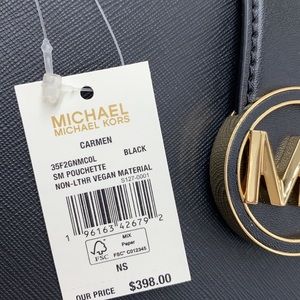 MICHAEL
MICHAEL KORS
CARMEN
35F2GNMC0L BLACK
SM POUCHETTE
NON-LTHR VEGAN MATERIAL
S127-0001
1 96163 42679 2
MIX
Paper
FSC
FSC® C012345
NS
OUR PRICE $398.00
M